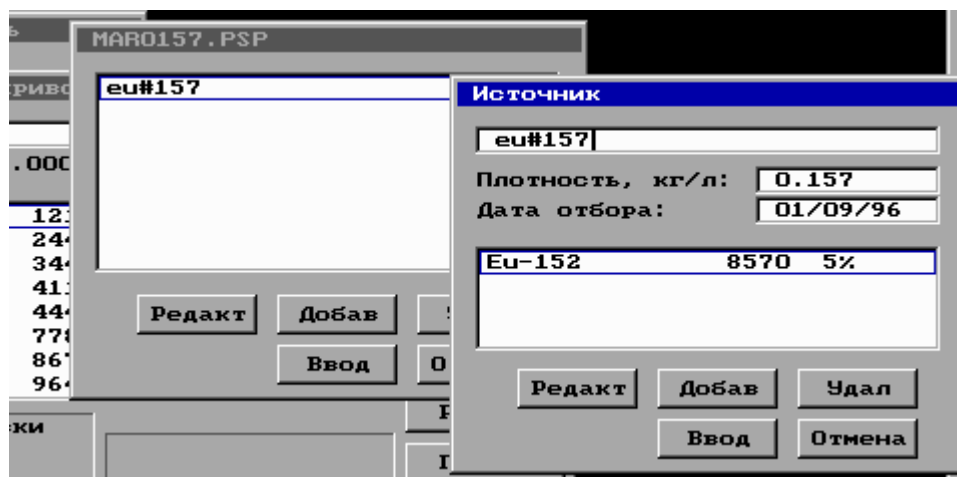 MARO157.PSP
eu#157
Редакт Добав
Ввод
Источник
eu#157
Плотность, кг/л: 0.157
Дата отбора: 01/09/96
Eu-152 8570 5%
Редакт Добав Удал
Ввод Отмена
.000
ки